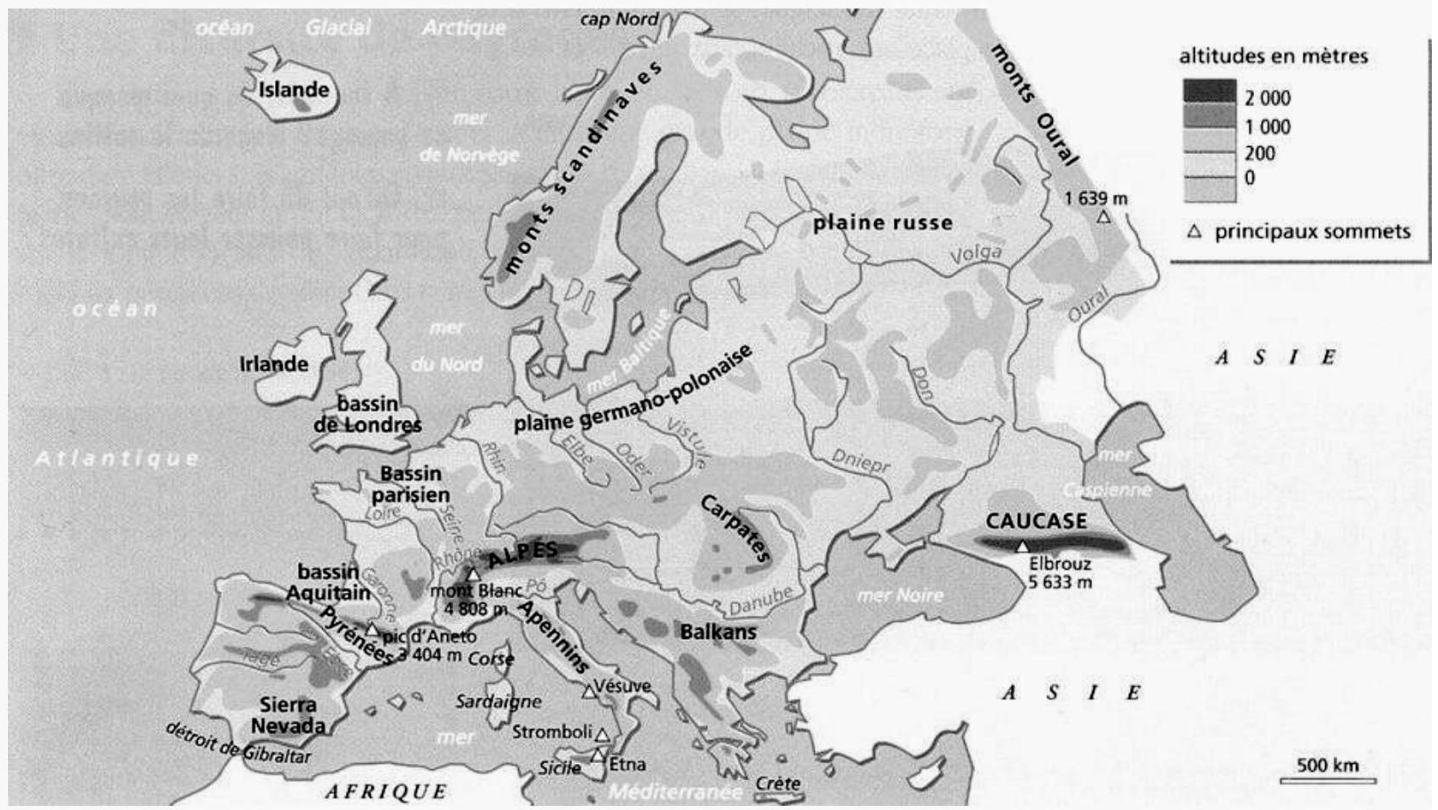 océan Glacial Arctique
cap Nord
Islande
mer
de Norvège
monts scandinaves
monts Oural
altitudes en mètres
2 000
1 000
200
0
principaux sommets
1 639 m
plaine russe
Volga
Oural
océan
Atlantique
mer
du Nord
Irlande
bassin
de Londres
mer Baltique
plaine germano-polonaise
A S I E
Don
Rhin
Elbe
Oder
Vistule
Dniepr
mer
Caspienne
Bassin
parisien
Loire
Seine
Carpates
CAUCASE
Elbrouz
5 633 m
Rhône
ALPES
mont Blanc
4 808 m
bassin
Aquitain
Garonne
Pô
Danube
mer Noire
Pyrénées
pic d'Aneto
3 404 m
Apennins
Balkans
Tage
Ebre
Corse
Sardaigne
Vésuve
A S I E
Sierra
Nevada
Stromboli
détroit de Gibraltar
mer
Méditerranée
Sicile
Etna
Crète
AFRIQUE
500 km